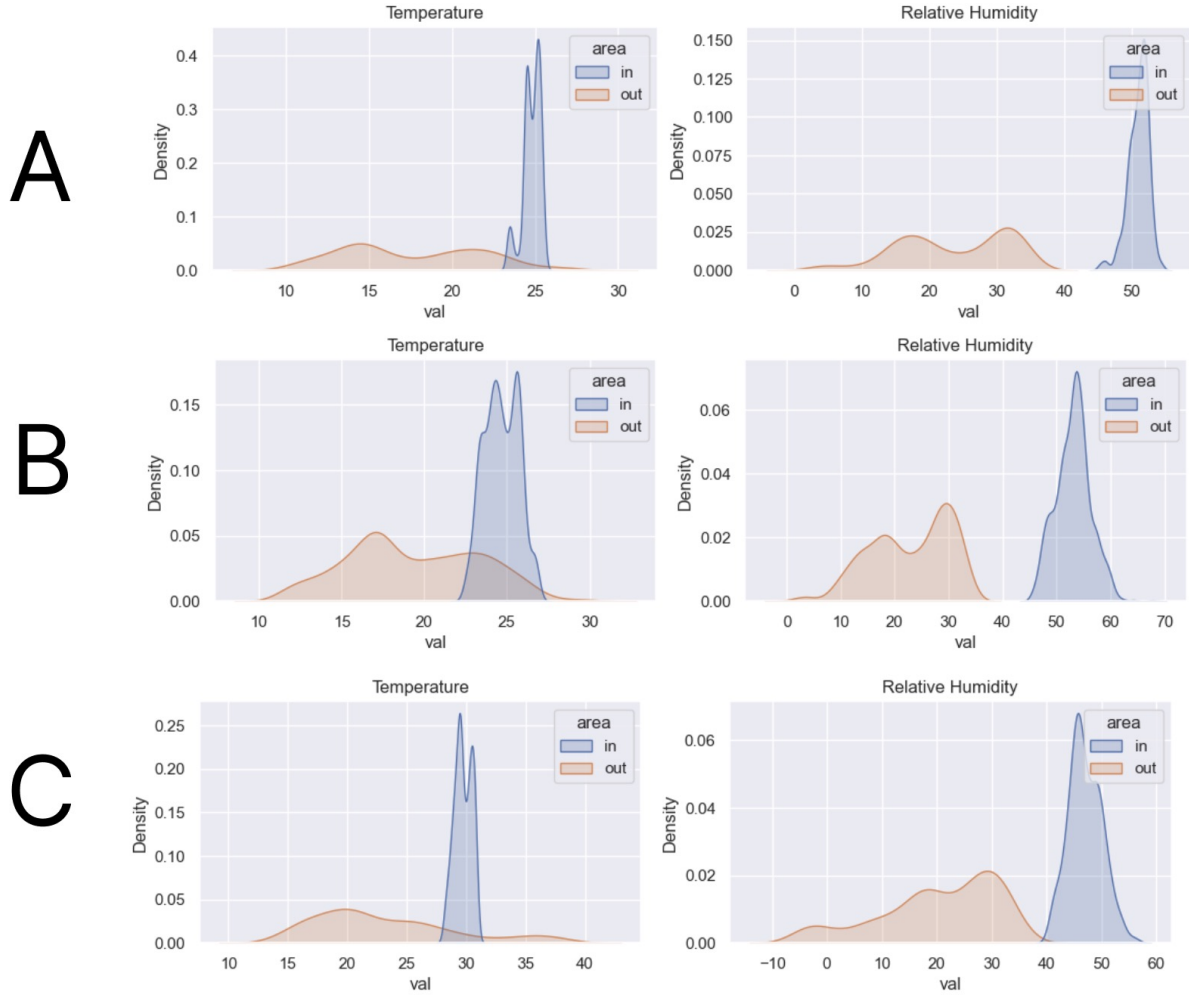 A
Temperature
Density
0.4
0.3
0.2
0.1
0.0
10 15 20 25 30
val
area
in
out
Relative Humidity
Density
0.150
0.125
0.100
0.075
0.050
0.025
0.000
0 10 20 30 40 50
val
area
in
out
B
Temperature
Density
0.15
0.10
0.05
0.00
10 15 20 25 30
val
area
in
out
Relative Humidity
Density
0.06
0.04
0.02
0.00
0 10 20 30 40 50 60 70
val
area
in
out
C
Temperature
Density
0.25
0.20
0.15
0.10
0.05
0.00
10 15 20 25 30 35 40
val
area
in
out
Relative Humidity
Density
0.06
0.04
0.02
0.00
−10 0 10 20 30 40 50 60
val
area
in
out